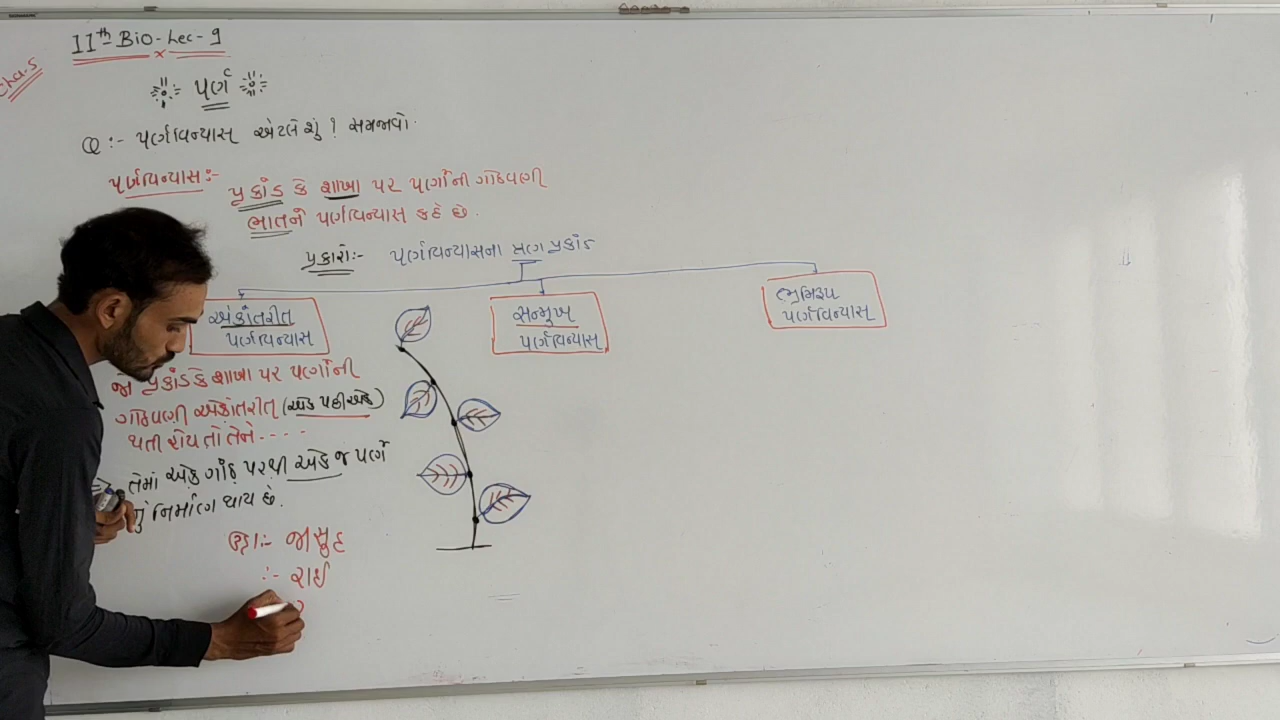 11th Bio - Lec - 9
Cha. 5
પર્ણ
Q :- પર્ણવિન્યાસ એટલે શું ? સમજાવો.
પર્ણવિન્યાસ :- પ્રકાંડ કે શાખા પર પર્ણોની ગોઠવણી
ભાતને પર્ણવિન્યાસ કહે છે.
પ્રકારો :- પર્ણવિન્યાસના ત્રણ પ્રકાંડ
એકાંતરીત
પર્ણવિન્યાસ
સન્મુખ
પર્ણવિન્યાસ
ભ્રમિરૂપ
પર્ણવિન્યાસ
જો પ્રકાંડ કે શાખા પર પર્ણોની
ગોઠવણી એકાંતરીત (એક પછી એક)
થતી હોય તો તેને ....
તેમાં એક ગાંઠ પરથી એક જ પર્ણ
નું નિર્માણ થાય છે.
ઉદા :- જાસુદ
:- રાઈ